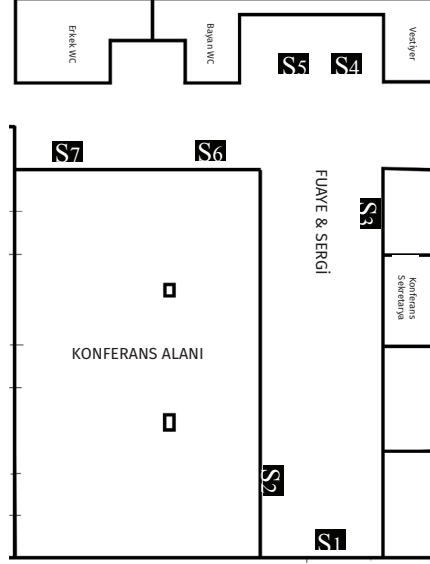 Erkek WC
Bayan WC
Vestiyer
S5
S4
S7
S6
S3
FUAYE & SERGİ
Konferans
Sekretarya
KONFERANS ALANI
S2
S1